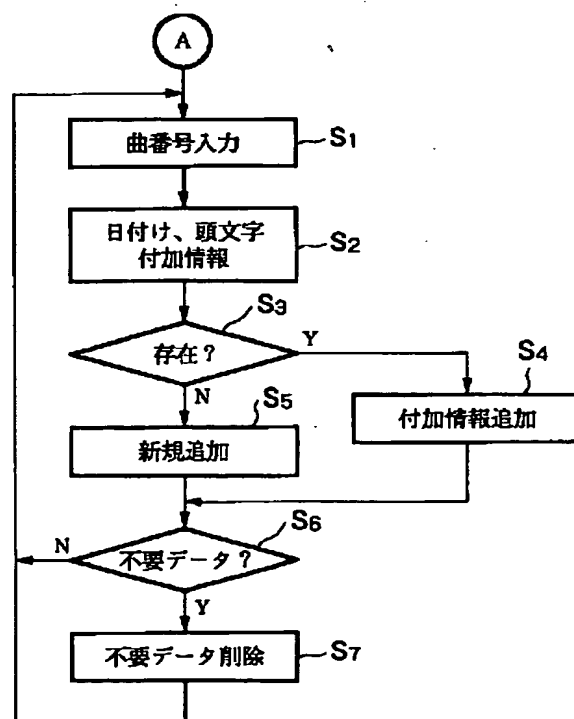 A
曲番号入力
S1
日付け、頭文字
付加情報
S2
S3
存在？
Y
N
S4
付加情報追加
S5
新規追加
S6
不要データ？
N
Y
不要データ削除
S7